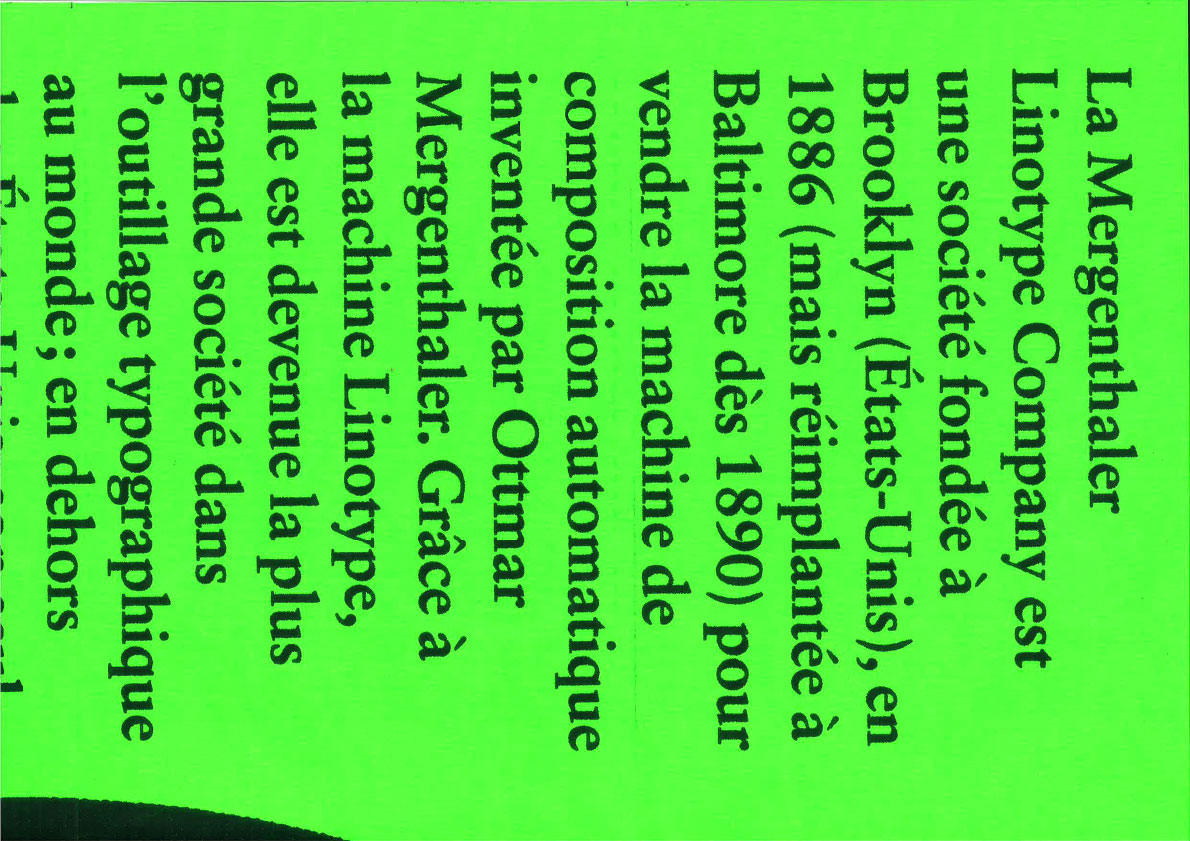 La Mergenthaler
Linotype Company est
une société fondée à
Brooklyn (États-Unis), en
1886 (mais réimplantée à
Baltimore dès 1890) pour
vendre la machine de
composition automatique
inventée par Ottmar
Mergenthaler. Grâce à
la machine Linotype,
elle est devenue la plus
grande société dans
l’outillage typographique
au monde ; en dehors